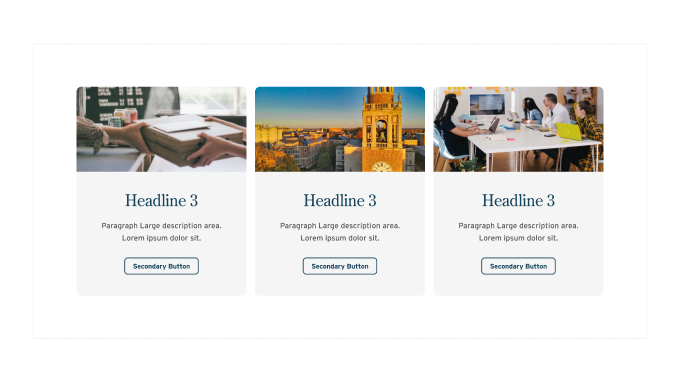 Headline 3
Paragraph Large description area.
Lorem ipsum dolor sit.
Secondary Button
Headline 3
Paragraph Large description area.
Lorem ipsum dolor sit.
Secondary Button
Headline 3
Paragraph Large description area.
Lorem ipsum dolor sit.
Secondary Button